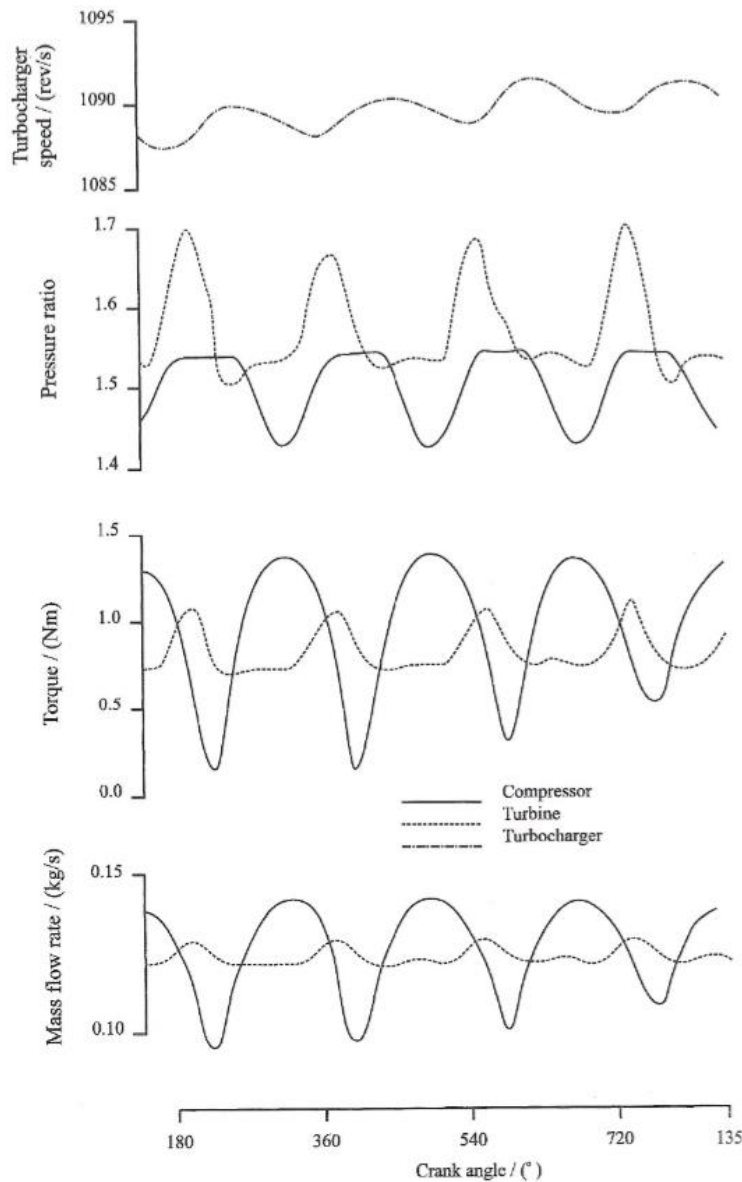 Turbocharger
speed / (rev/s)
1095
1090
1085
Pressure ratio
1.7
1.6
1.5
1.4
Torque / (Nm)
1.5
1.0
0.5
0.0
Compressor
Turbine
Turbocharger
Mass flow rate / (kg/s)
0.15
0.10
180 360 540 720 135
Crank angle / (°)